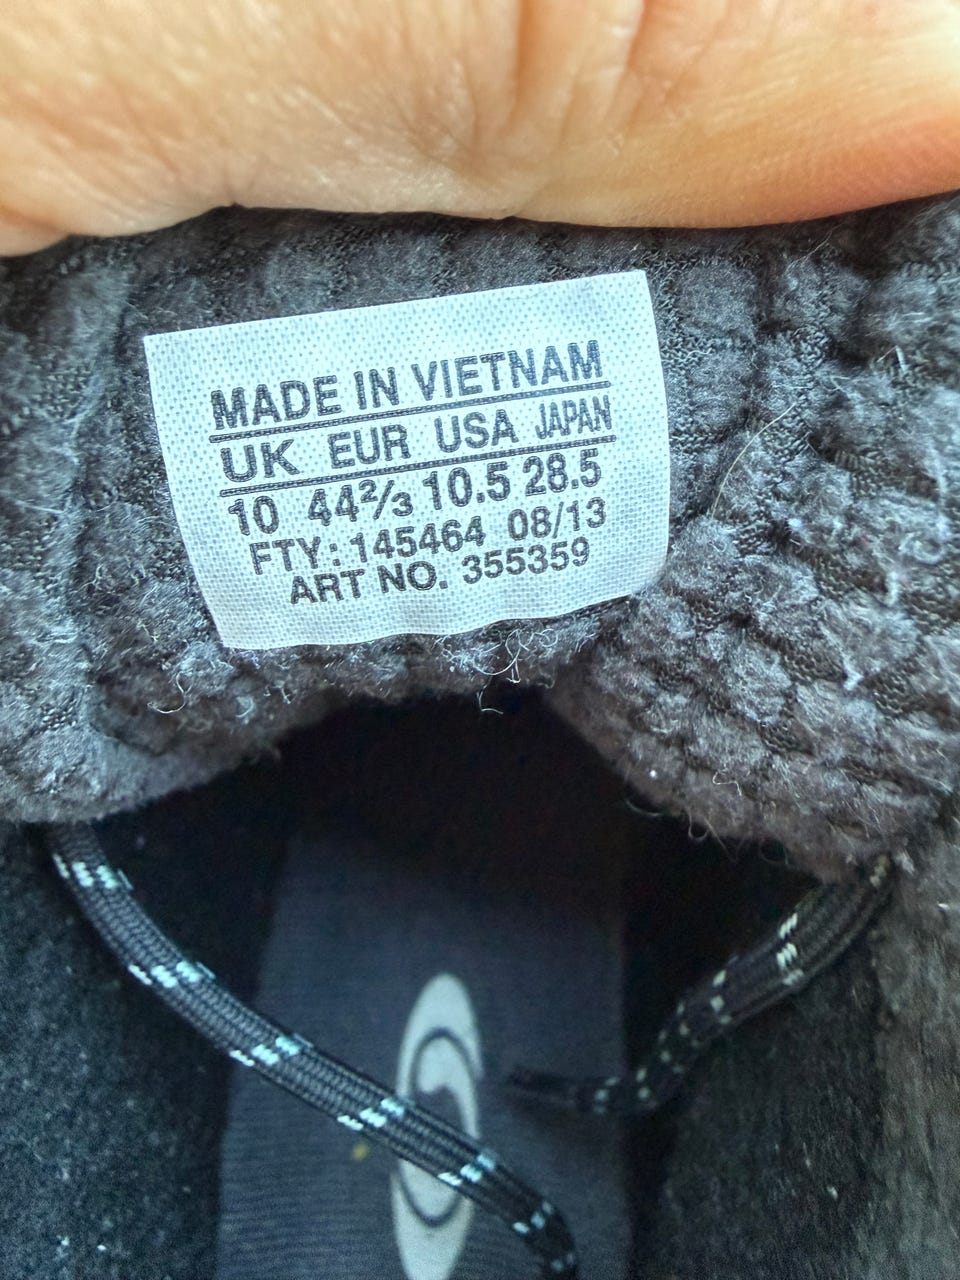 MADE IN VIETNAM
UK EUR USA JAPAN
10 44⅔ 10.5 28.5
FTY: 145464 08/13
ART NO. 355359